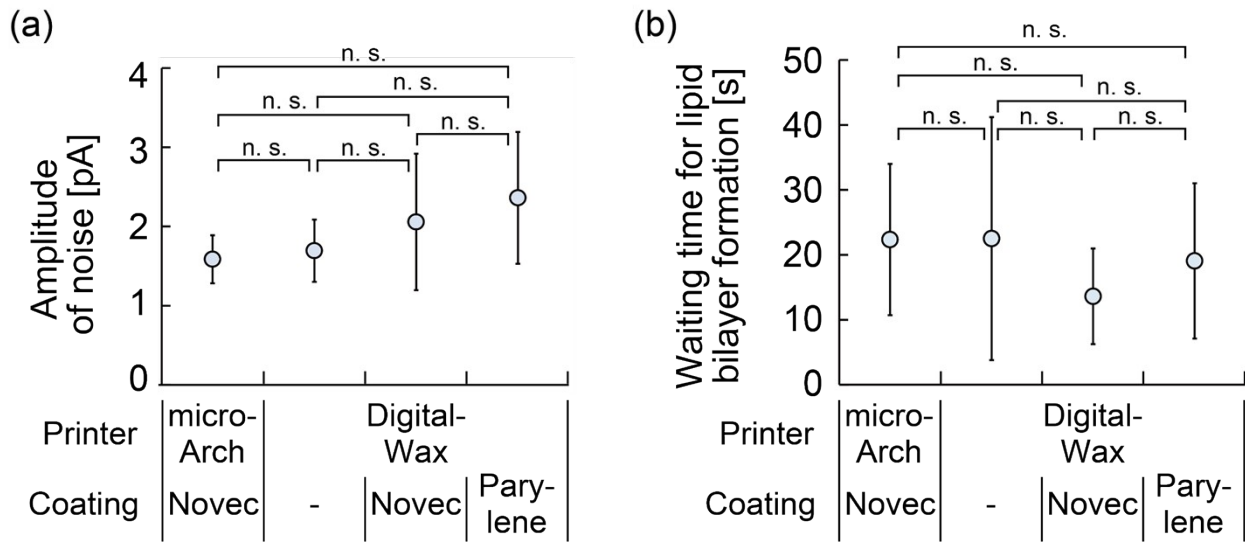 (a)
Amplitude
of noise [pA]
4
3
2
1
0
n. s.
n. s.
n. s.
n. s.
n. s.
n. s.
Printer
micro-
Arch
Digital-
Wax
Coating
Novec
-
Novec
Pary-
lene
(b)
Waiting time for lipid
bilayer formation [s]
50
40
30
20
10
0
n. s.
n. s.
n. s.
n. s.
n. s.
n. s.
Printer
micro-
Arch
Digital-
Wax
Coating
Novec
-
Novec
Pary-
lene